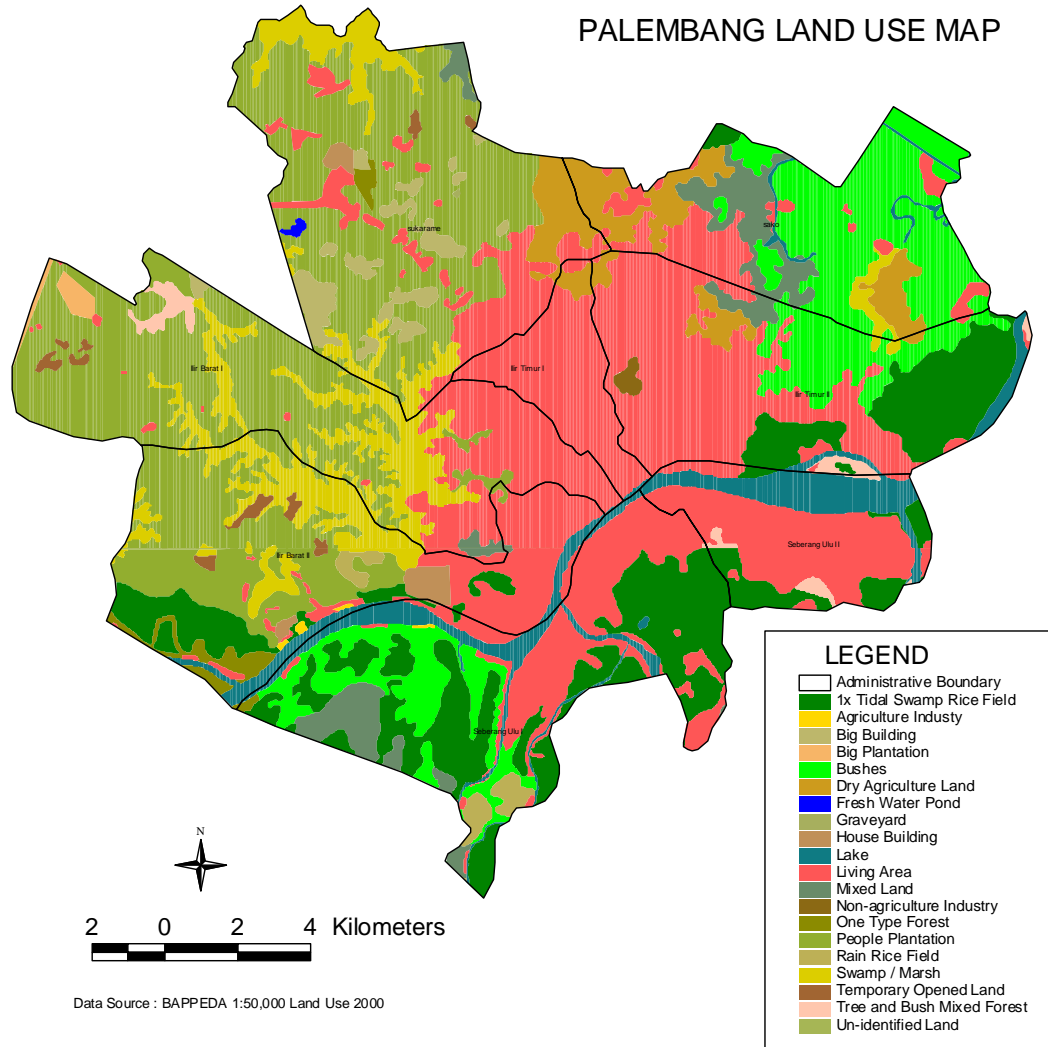 PALEMBANG LAND USE MAP
sukarame
sako
Ilir Barat I
Ilir Timur I
Ilir Timur II
Seberang Ulu II
Ilir Barat II
Seberang Ulu I
LEGEND
Administrative Boundary
1x Tidal Swamp Rice Field
Agriculture Industy
Big Building
Big Plantation
Bushes
Dry Agriculture Land
Fresh Water Pond
Graveyard
House Building
Lake
Living Area
Mixed Land
Non-agriculture Industry
One Type Forest
People Plantation
Rain Rice Field
Swamp / Marsh
Temporary Opened Land
Tree and Bush Mixed Forest
Un-identified Land
N
2 0 2 4 Kilometers
Data Source : BAPPEDA 1:50,000 Land Use 2000